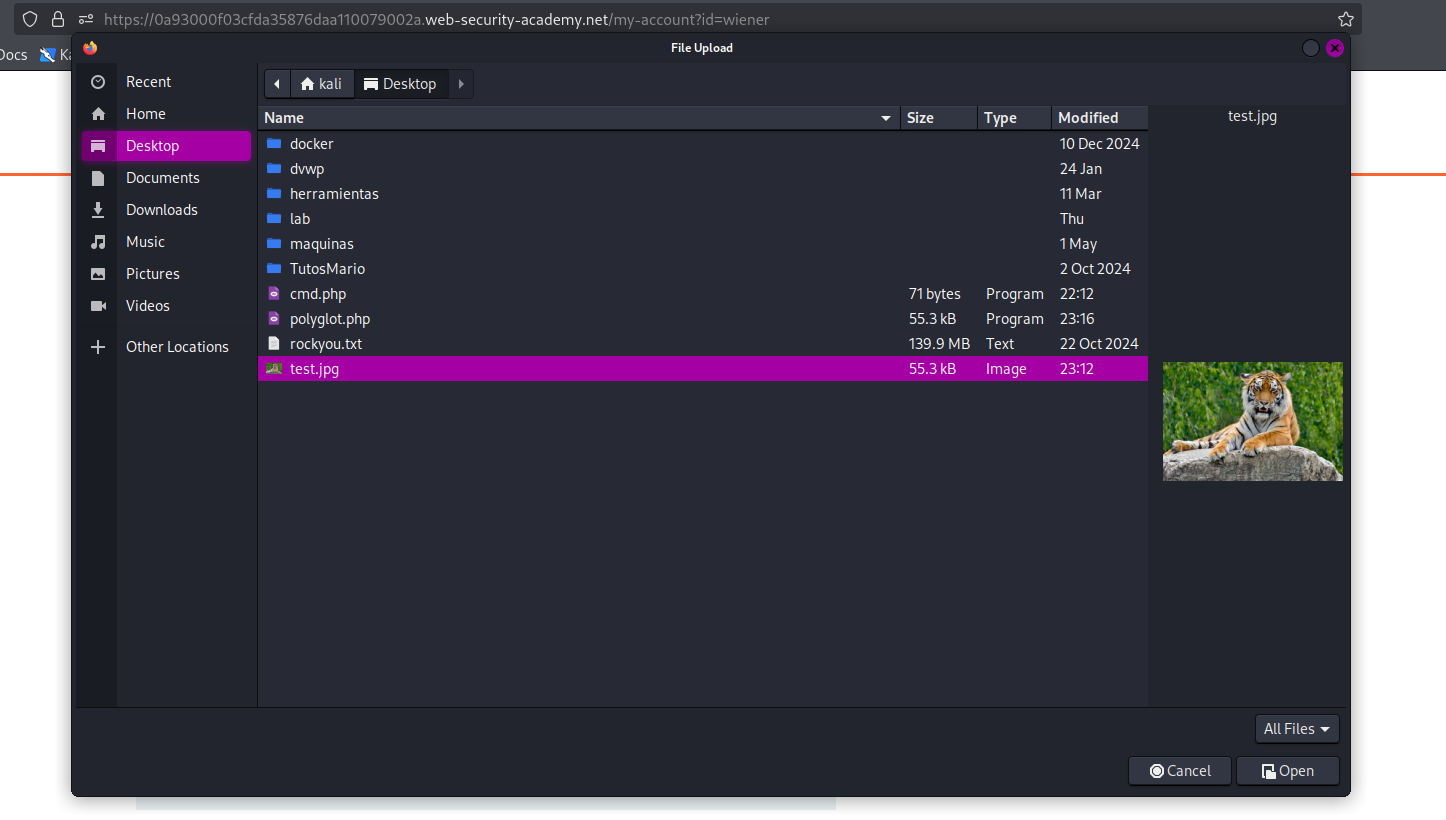 https://0a93000f03cfda35876daa110079002a.web-security-academy.net/my-account?id=wiener
Docs Ka
File Upload
Recent
Home
Desktop
Documents
Downloads
Music
Pictures
Videos
Other Locations
kali Desktop
Name Size Type Modified
docker 10 Dec 2024
dvwp 24 Jan
herramientas 11 Mar
lab Thu
maquinas 1 May
TutosMario 2 Oct 2024
cmd.php 71 bytes Program 22:12
polyglot.php 55.3 kB Program 23:16
rockyou.txt 139.9 MB Text 22 Oct 2024
test.jpg 55.3 kB Image 23:12
test.jpg
All Files
Cancel Open